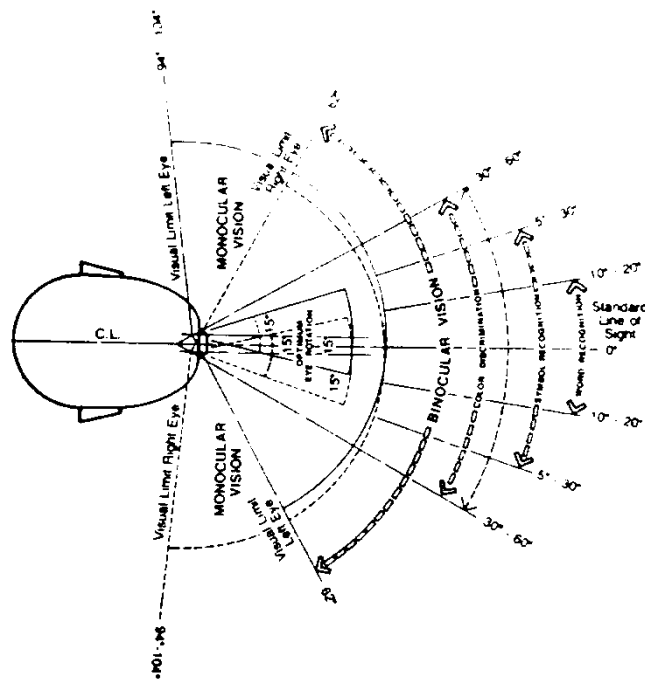 94° - 104°
Visual Limit Left Eye
MONOCULAR
VISION
Visual Limit
Right Eye
62°
30° - 60°
5° - 30°
10° - 20°
Standard
Line of
Sight
0°
C.L.
15°
15°
15°
15°
OPTIMUM
EYE ROTATION
BINOCULAR VISION
COLOR DISCRIMINATION
SYMBOL RECOGNITION
WORD RECOGNITION
10° - 20°
5° - 30°
30° - 60°
62°
Visual Limit
Left Eye
MONOCULAR
VISION
Visual Limit Right Eye
94° - 104°